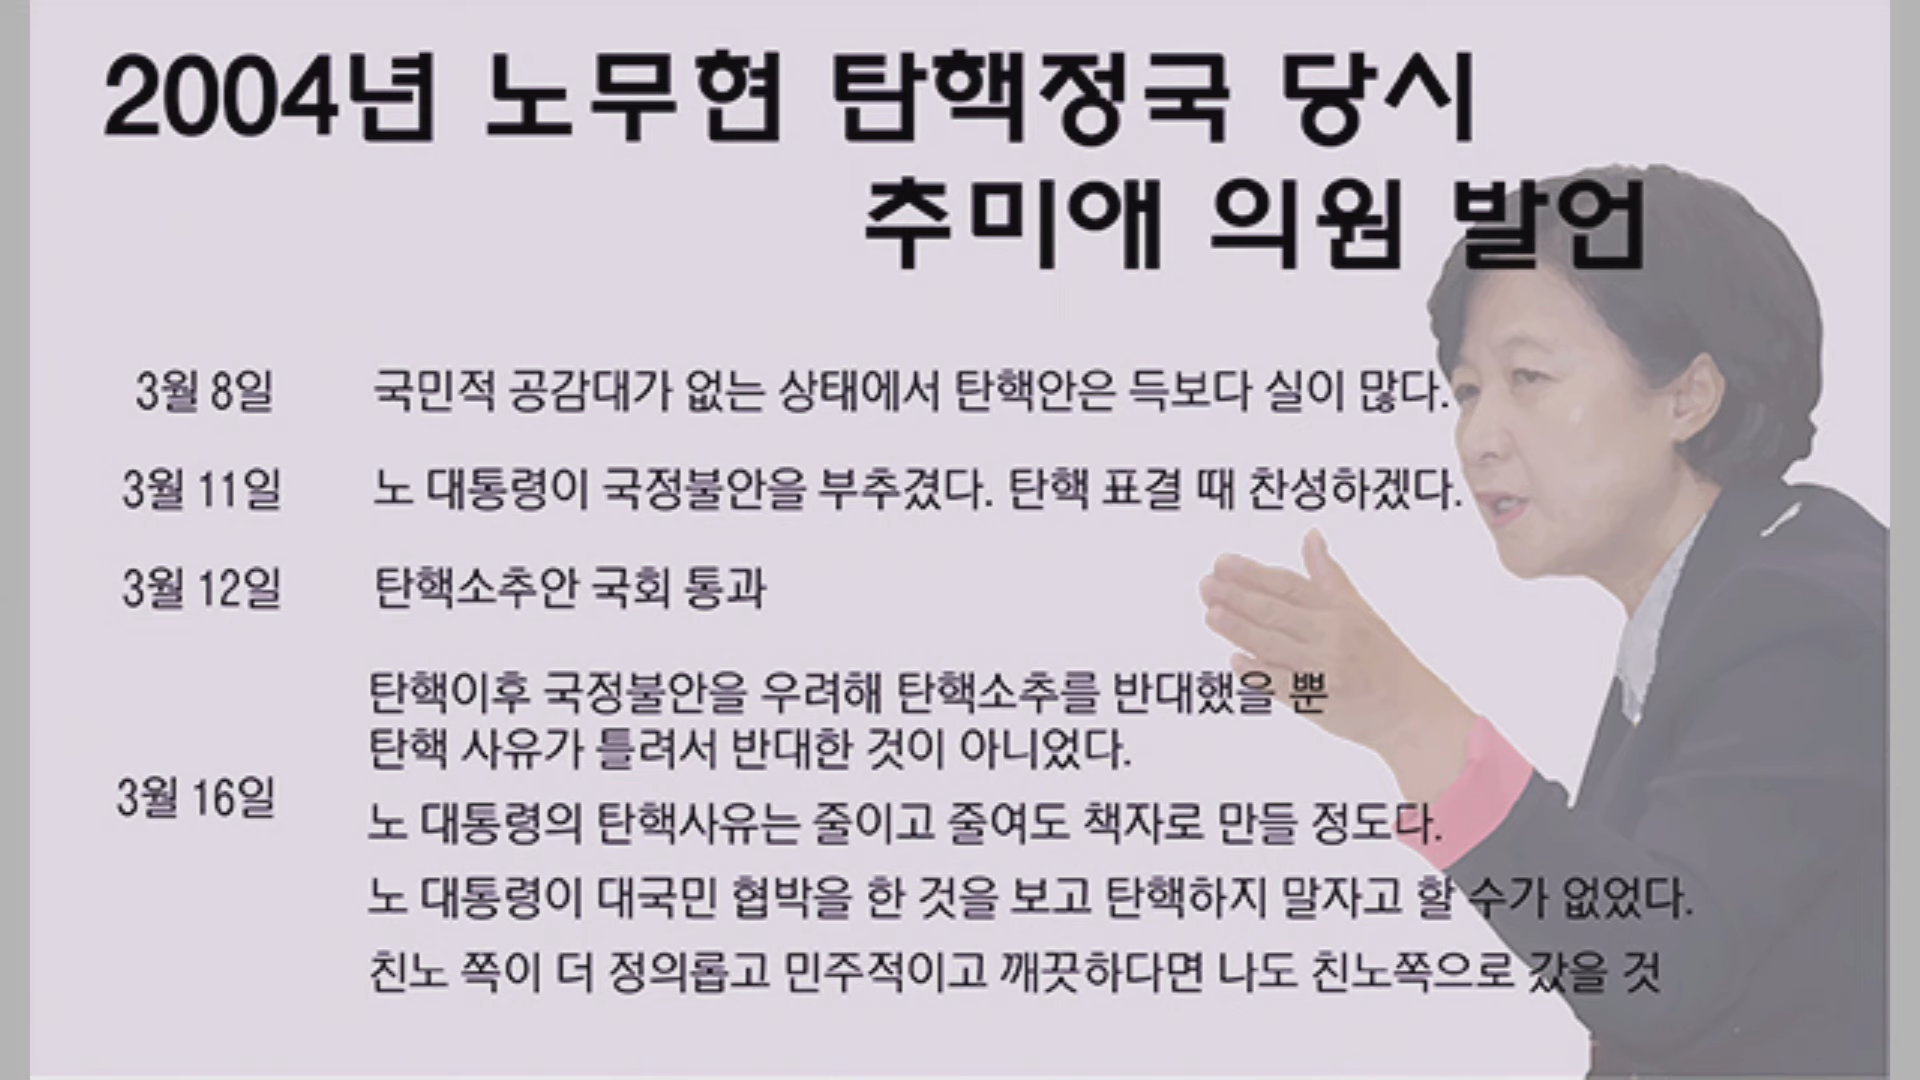 2004년 노무현 탄핵정국 당시
추미애 의원 발언
3월 8일 국민적 공감대가 없는 상태에서 탄핵안은 득보다 실이 많다.
3월 11일 노 대통령이 국정불안을 부추겼다. 탄핵 표결 때 찬성하겠다.
3월 12일 탄핵소추안 국회 통과
3월 16일
탄핵이후 국정불안을 우려해 탄핵소추를 반대했을 뿐
탄핵 사유가 틀려서 반대한 것이 아니었다.
노 대통령의 탄핵사유는 줄이고 줄여도 책자로 만들 정도다.
노 대통령이 대국민 협박을 한 것을 보고 탄핵하지 말자고 할 수가 없었다.
친노 쪽이 더 정의롭고 민주적이고 깨끗하다면 나도 친노쪽으로 갔을 것